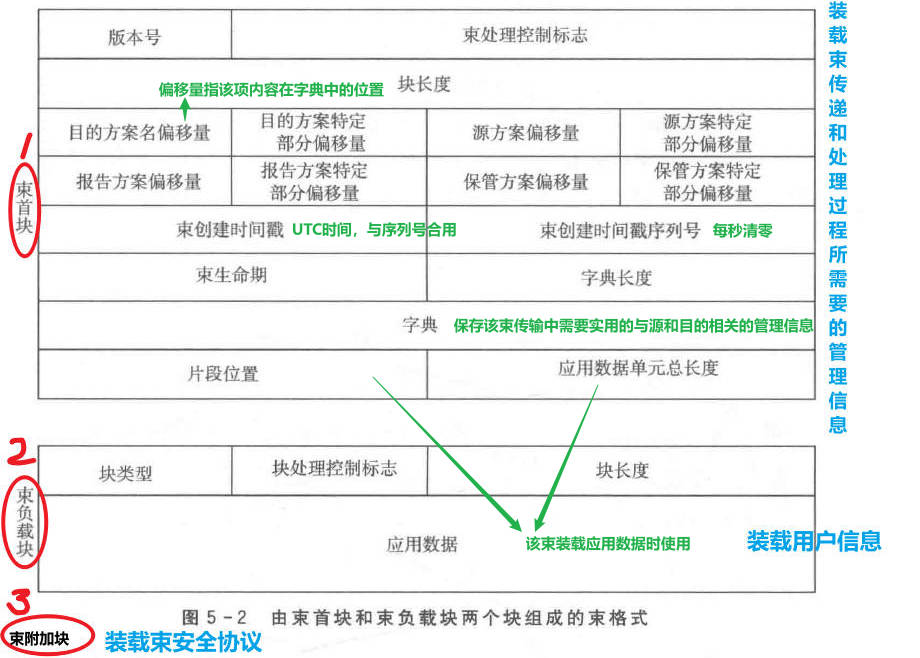 版本号
束处理控制标志
块长度
偏移量指该项内容在字典中的位置
目的方案名偏移量
目的方案特定
部分偏移量
源方案偏移量
源方案特定
部分偏移量
报告方案偏移量
报告方案特定
部分偏移量
保管方案偏移量
保管方案特定
部分偏移量
束创建时间戳
UTC时间，与序列号合用
束创建时间戳序列号
每秒清零
束生命期
字典长度
字典
保存该束传输中需要实用的与源和目的相关的管理信息
片段位置
应用数据单元总长度
1
束首块
装载束传递和处理过程所需要的管理信息
2
束负载块
块类型
块处理控制标志
块长度
应用数据
该束装载应用数据时使用
装载用户信息
图 5-2 由束首块和束负载块两个块组成的束格式
3
束附加块
装载束安全协议